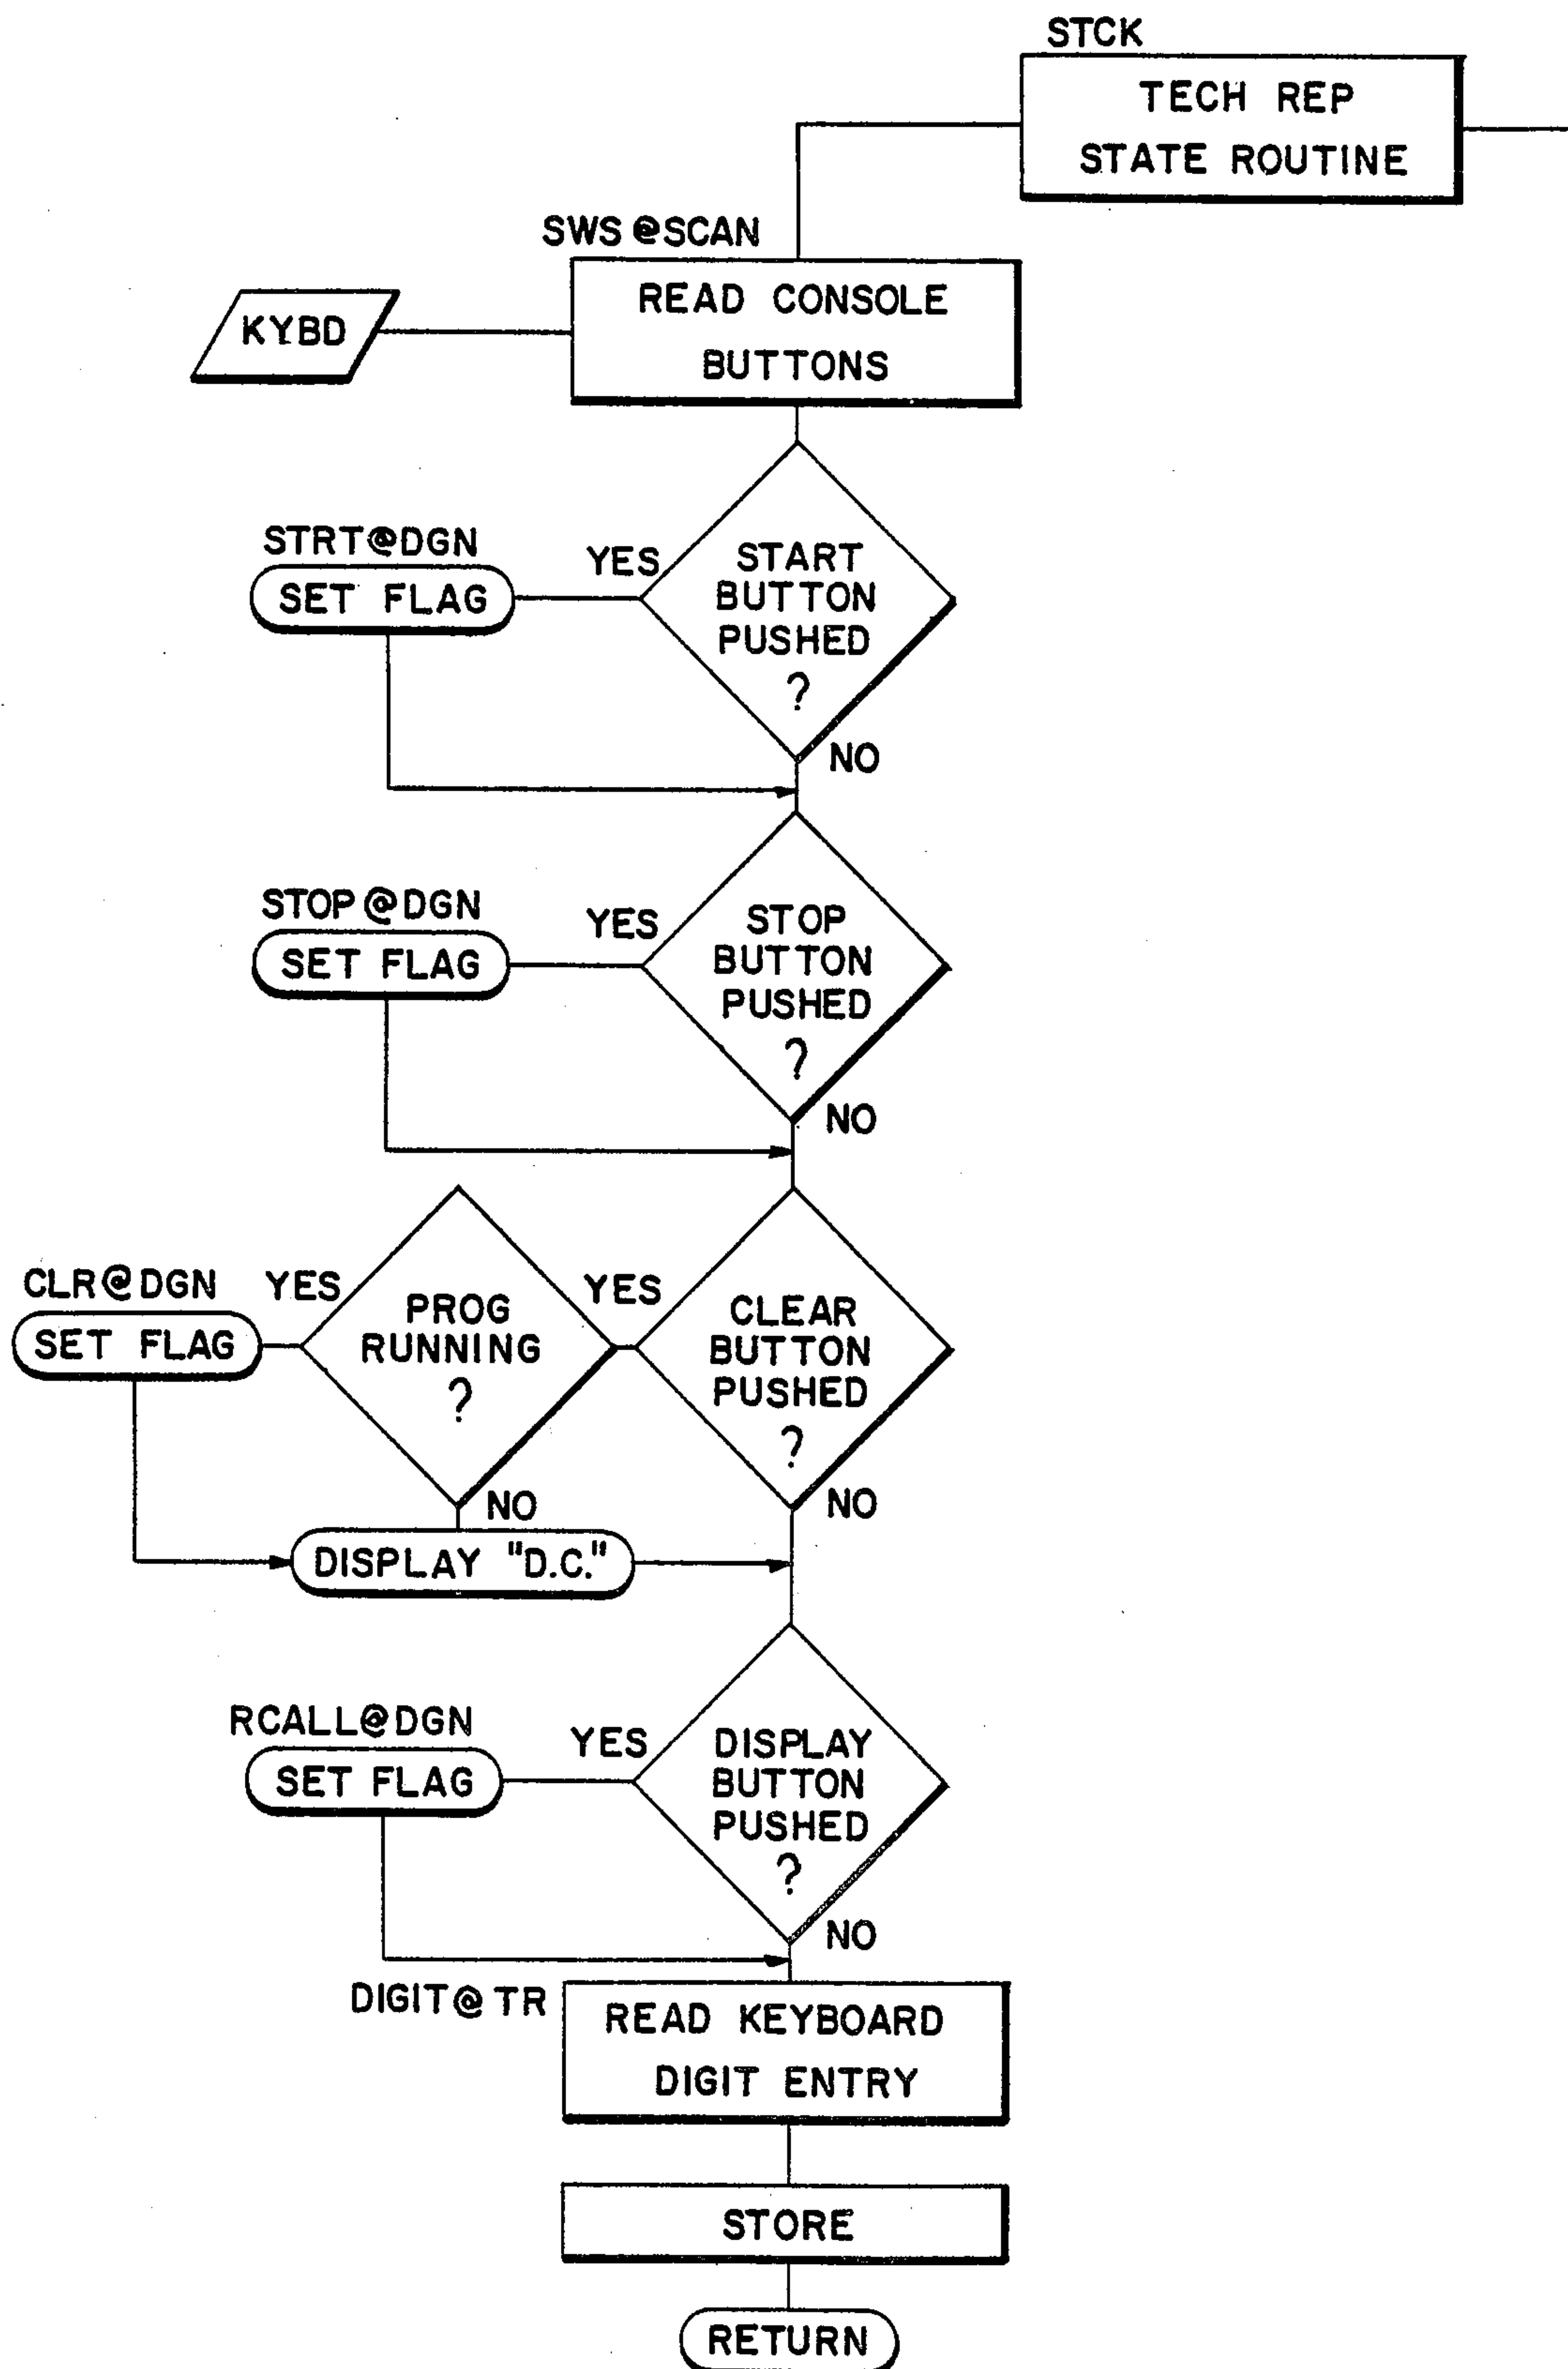 STCK
TECH REP
STATE ROUTINE
SWS@SCAN
READ CONSOLE
BUTTONS
KYBD
STRT@DGN
SET FLAG
YES
START
BUTTON
PUSHED
?
NO
STOP@DGN
SET FLAG
YES
STOP
BUTTON
PUSHED
?
NO
CLR@DGN
SET FLAG
YES
PROG
RUNNING
?
NO
YES
CLEAR
BUTTON
PUSHED
?
NO
DISPLAY "D.C."
RCALL@DGN
SET FLAG
YES
DISPLAY
BUTTON
PUSHED
?
NO
DIGIT@TR
READ KEYBOARD
DIGIT ENTRY
STORE
RETURN